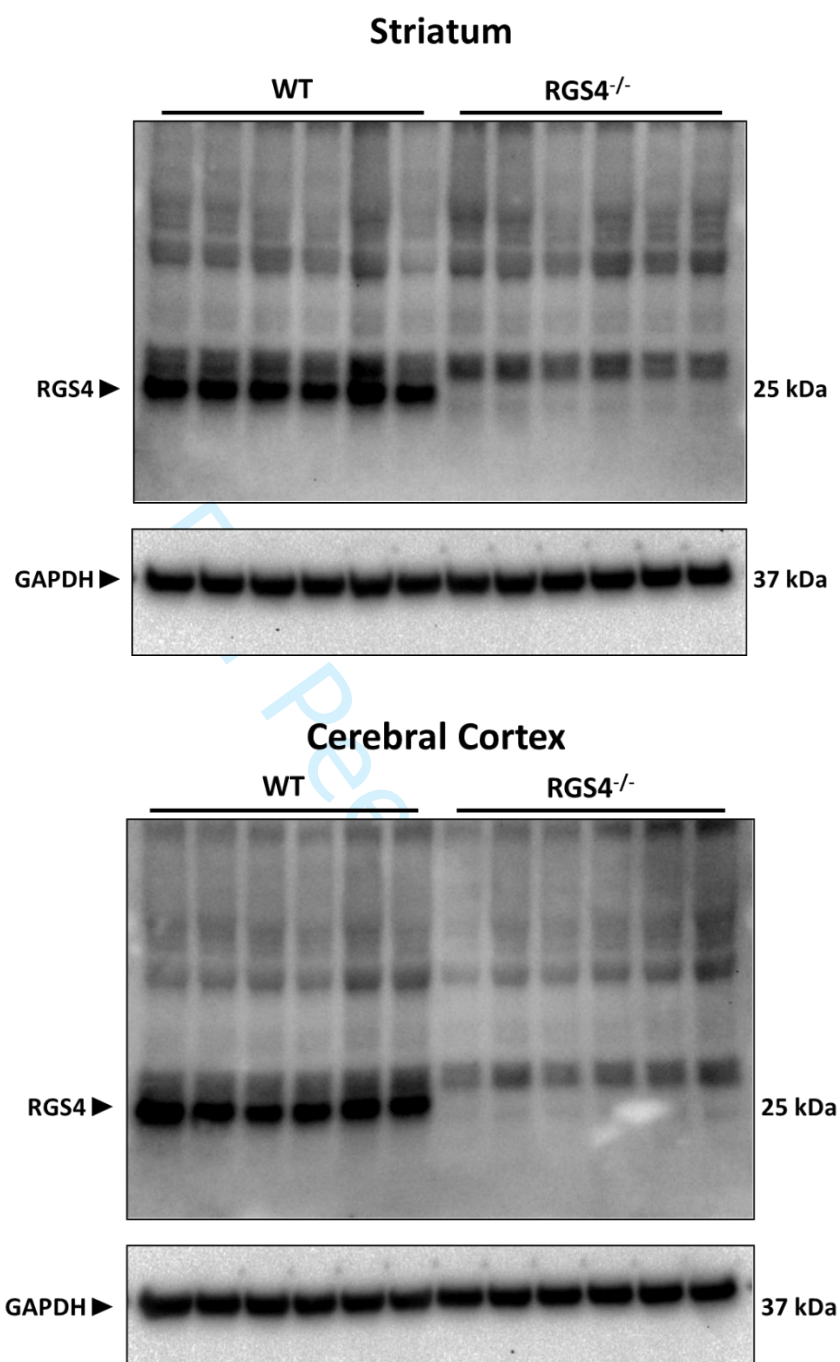 Striatum
WT RGS4-/-
RGS4 25 kDa
GAPDH 37 kDa
Cerebral Cortex
WT RGS4-/-
RGS4 25 kDa
GAPDH 37 kDa